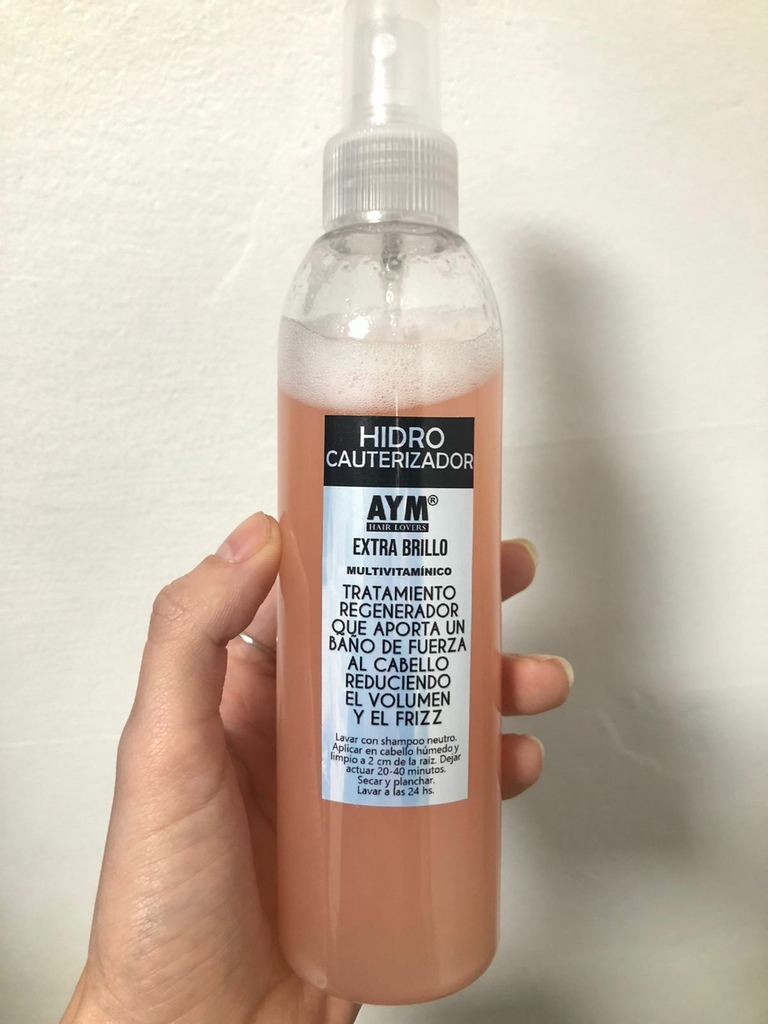 HIDRO
CAUTERIZADOR
AYM®
HAIR LOVERS
EXTRA BRILLO
MULTIVITAMÍNICO
TRATAMIENTO
REGENERADOR
QUE APORTA UN
BAÑO DE FUERZA
AL CABELLO
REDUCIENDO
EL VOLUMEN
Y EL FRIZZ
Lavar con shampoo neutro.
Aplicar en cabello húmedo y
limpio a 2 cm de la raíz. Dejar
actuar 20-40 minutos.
Secar y planchar.
Lavar a las 24 hs.